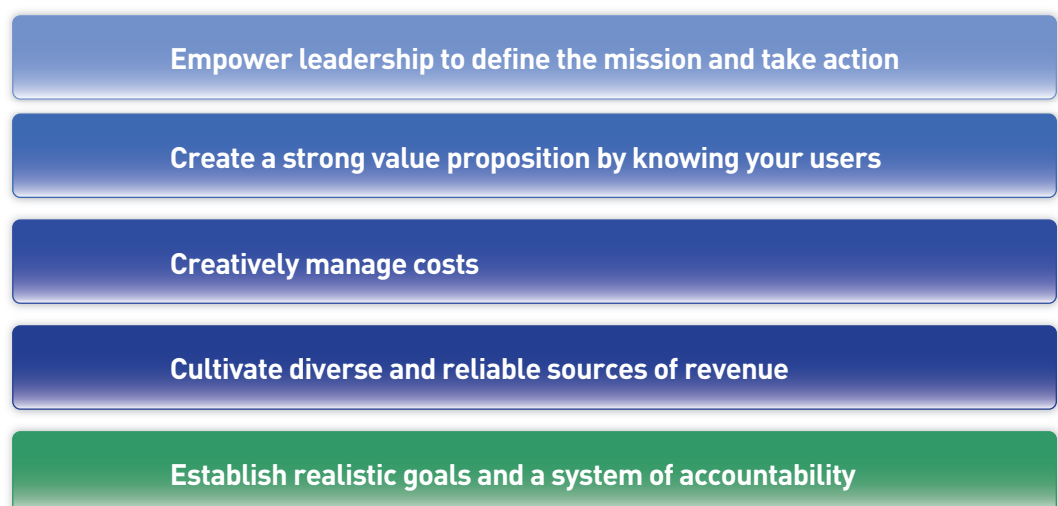 Empower leadership to define the mission and take action
Create a strong value proposition by knowing your users
Creatively manage costs
Cultivate diverse and reliable sources of revenue
Establish realistic goals and a system of accountability